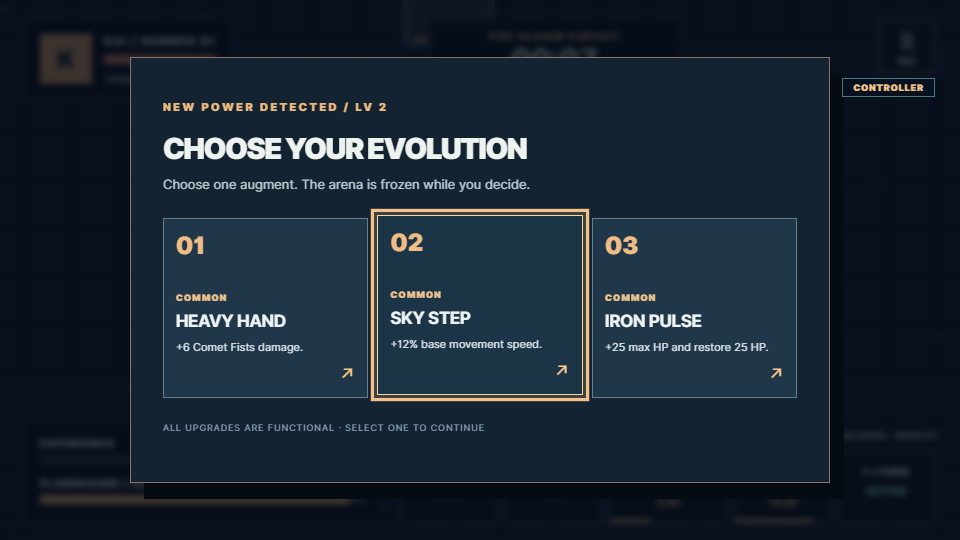 CONTROLLER
NEW POWER DETECTED / LV 2
CHOOSE YOUR EVOLUTION
Choose one augment. The arena is frozen while you decide.
01
COMMON
HEAVY HAND
+6 Comet Fists damage.
02
COMMON
SKY STEP
+12% base movement speed.
03
COMMON
IRON PULSE
+25 max HP and restore 25 HP.
ALL UPGRADES ARE FUNCTIONAL · SELECT ONE TO CONTINUE